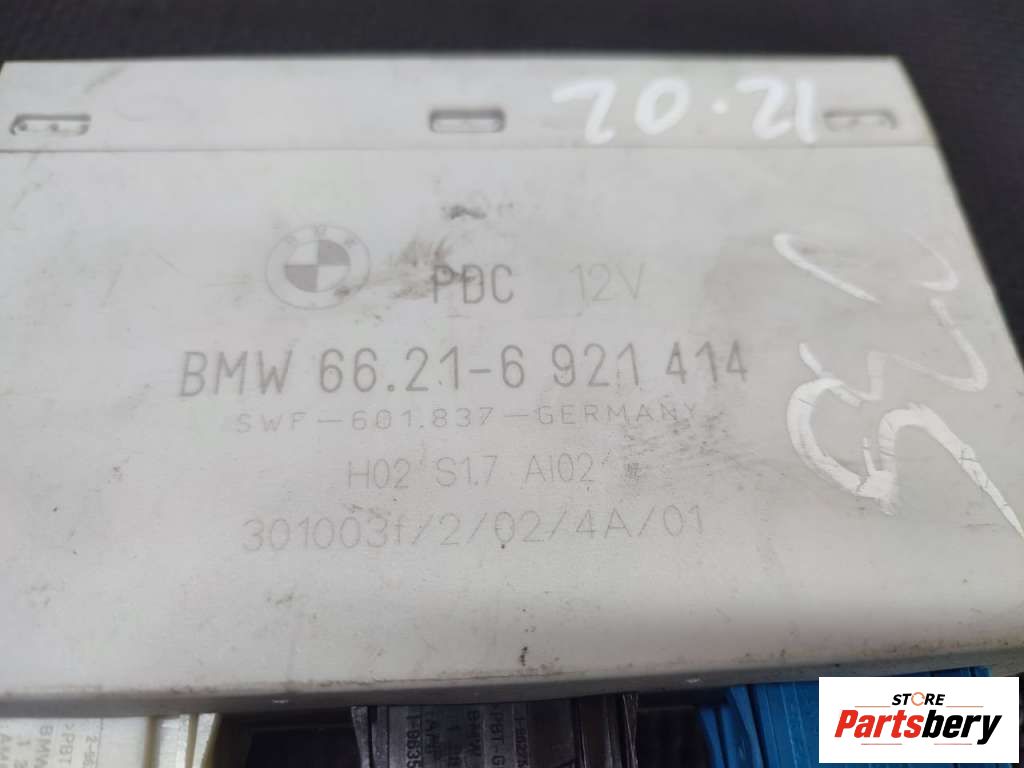 20.21
BMW
PDC 12V
BMW 66.21-6 921 414
SWF-601.837-GERMANY
H02 S1.7 AI02
301003f/2/02/4A/01
STORE
Partsbery